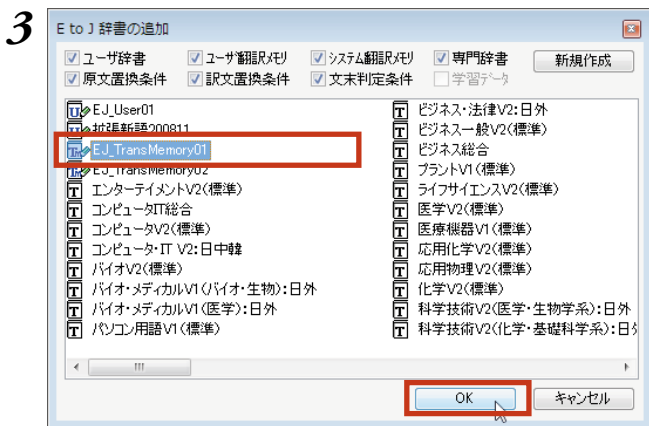 3
E to J 辞書の追加
ユーザ辞書 ユーザ翻訳メモリ システム翻訳メモリ 専門辞書 新規作成
原文置換条件 訳文置換条件 文末判定条件 学習データ
EJ_User01
拡張新語200811
EJ_TransMemory01
EJ_TransMemory02
エンターテイメントV2(標準)
コンピュータIT総合
コンピュータV2(標準)
コンピュータ・IT V2:日中韓
バイオV2(標準)
バイオ・メディカルV1(バイオ・生物):日外
バイオ・メディカルV1(医学):日外
パソコン用語V1(標準)
ビジネス・法律V2:日外
ビジネス一般V2(標準)
ビジネス総合
プラントV1(標準)
ライフサイエンスV2(標準)
医学V2(標準)
医療機器V1(標準)
応用化学V2(標準)
応用物理V2(標準)
化学V2(標準)
科学技術V2(医学・生物学系):日外
科学技術V2(化学・基礎科学系):日外
OK キャンセル